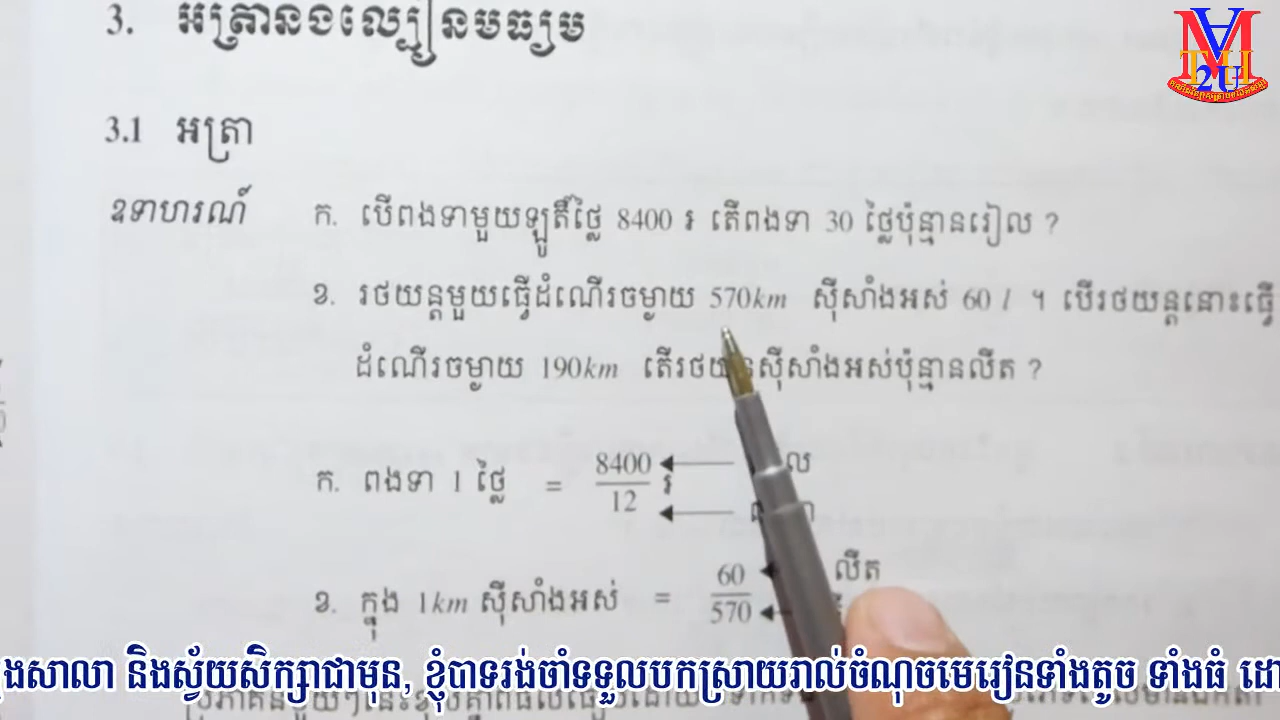 3. អត្រានិងល្បឿនមធ្យម
MATH
2U
3.1 អត្រា
ឧទាហរណ៍ ក. បើពងទាមួយឡូតិ៍ថ្លៃ 8400 រ តើពងទា 30 ថ្លៃប៉ុន្មានរៀល ?
ខ. រថយន្តមួយធ្វើដំណើរចម្ងាយ 570km ស៊ីសាំងអស់ 60 l ។ បើរថយន្តនោះធ្វើ
ដំណើរចម្ងាយ 190km តើរថយន្តស៊ីសាំងអស់ប៉ុន្មានលីត ?
ក. ពងទា 1 ថ្លៃ = 8400/12 រ
ខ. ក្នុង 1km ស៊ីសាំងអស់ = 60/570 លីត
សាលា និងស្វ័យសិក្សាជាមុន, ខ្ញុំបាទរង់ចាំទទួលបកស្រាយរាល់ចំណុចមេរៀនទាំងតូច ទាំងធំ